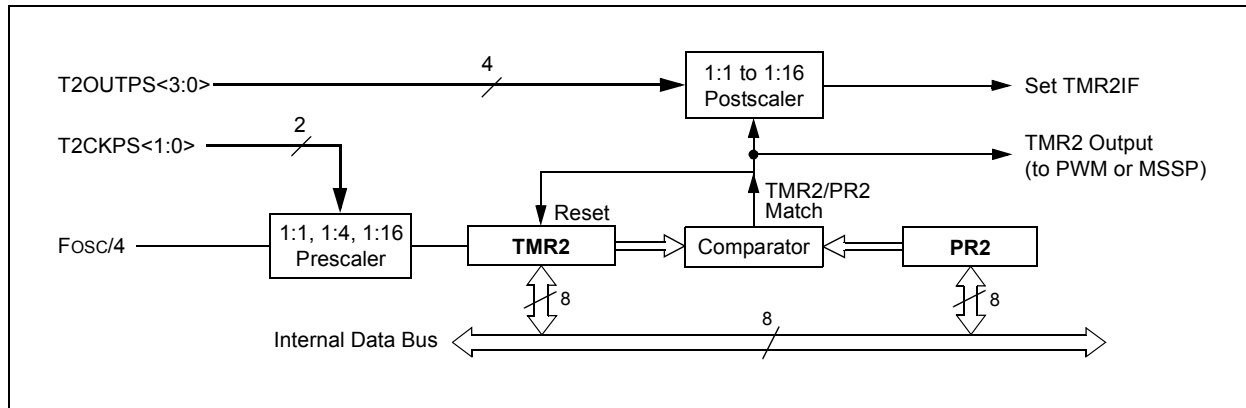 T2OUTPS<3:0>
4
1:1 to 1:16
Postscaler
Set TMR2IF
T2CKPS<1:0>
2
TMR2 Output
(to PWM or MSSP)
TMR2/PR2
Match
Reset
FOSC/4
1:1, 1:4, 1:16
Prescaler
TMR2
Comparator
PR2
8
8
8
Internal Data Bus